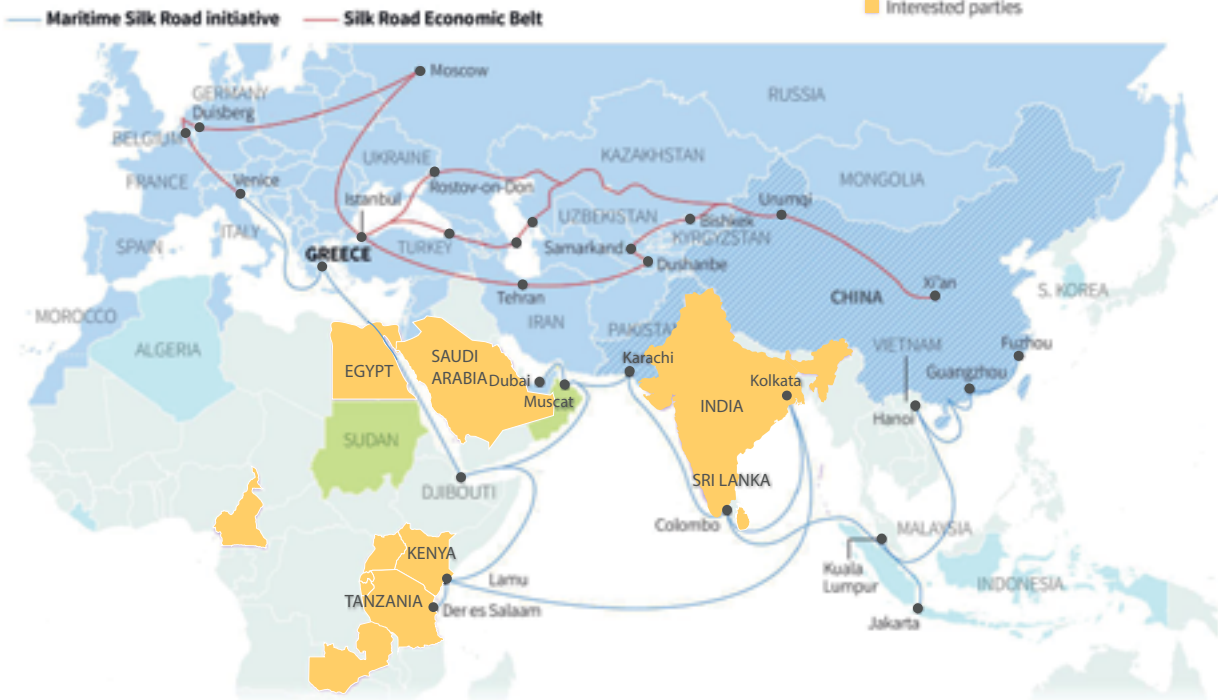 Interested parties
Maritime Silk Road initiative
Silk Road Economic Belt
Moscow
GERMANY
Duisberg
RUSSIA
BELGIUM
UKRAINE
KAZAKHSTAN
FRANCE
Venice
Rostov-on-Don
MONGOLIA
Istanbul
Urumqi
UZBEKISTAN
Bishkek
ITALY
SPAIN
TURKEY
Samarkand
KYRGYZSTAN
GREECE
Dushanbe
Xi'an
CHINA
S. KOREA
Tehran
MOROCCO
IRAN
PAKISTAN
ALGERIA
VIETNAM
Fuzhou
SAUDI
ARABIA
EGYPT
Karachi
Guangzhou
Dubai
Kolkata
Muscat
INDIA
Hanoi
SUDAN
SRI LANKA
DJIBOUTI
Colombo
MALAYSIA
KENYA
Kuala
Lumpur
Lamu
INDONESIA
TANZANIA
Der es Salaam
Jakarta